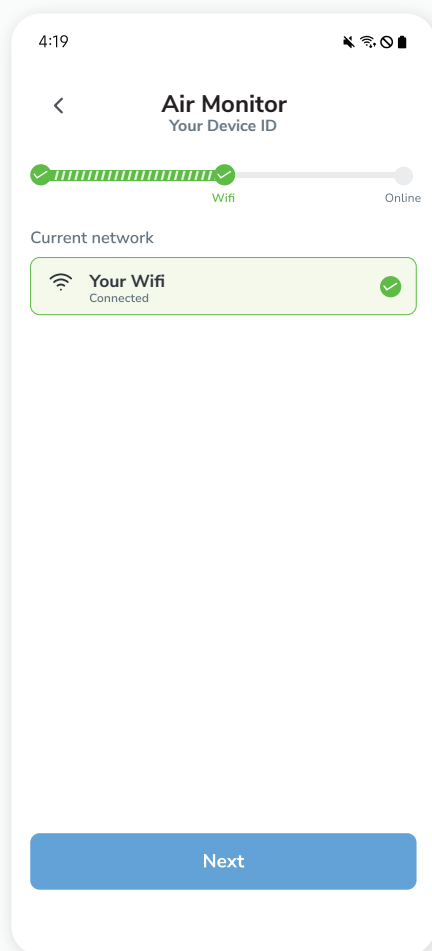 4:19
Air Monitor
Your Device ID
Wifi
Online
Current network
Your Wifi
Connected
Next